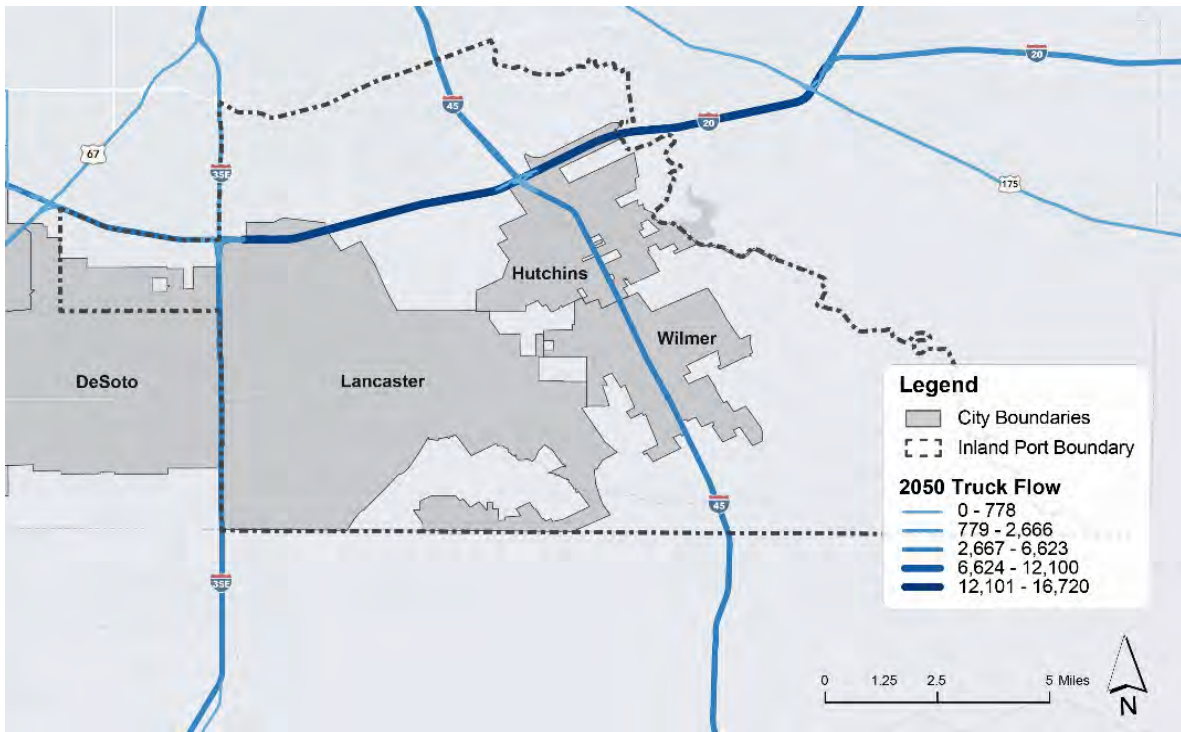 20
45
20
67
35E
175
Hutchins
Wilmer
DeSoto
Lancaster
Legend
City Boundaries
Inland Port Boundary
2050 Truck Flow
0 - 778
779 - 2,666
2,667 - 6,623
6,624 - 12,100
12,101 - 16,720
45
35E
0 1.25 2.5 5 Miles
N